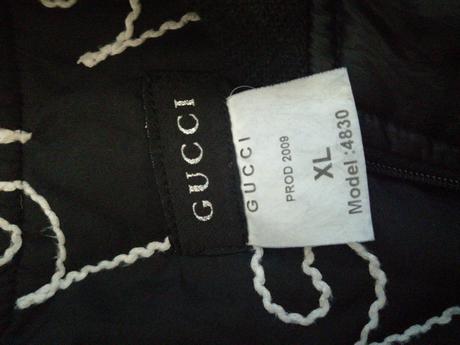 GUCCI
GUCCI
PROD 2009
XL
Model :4830